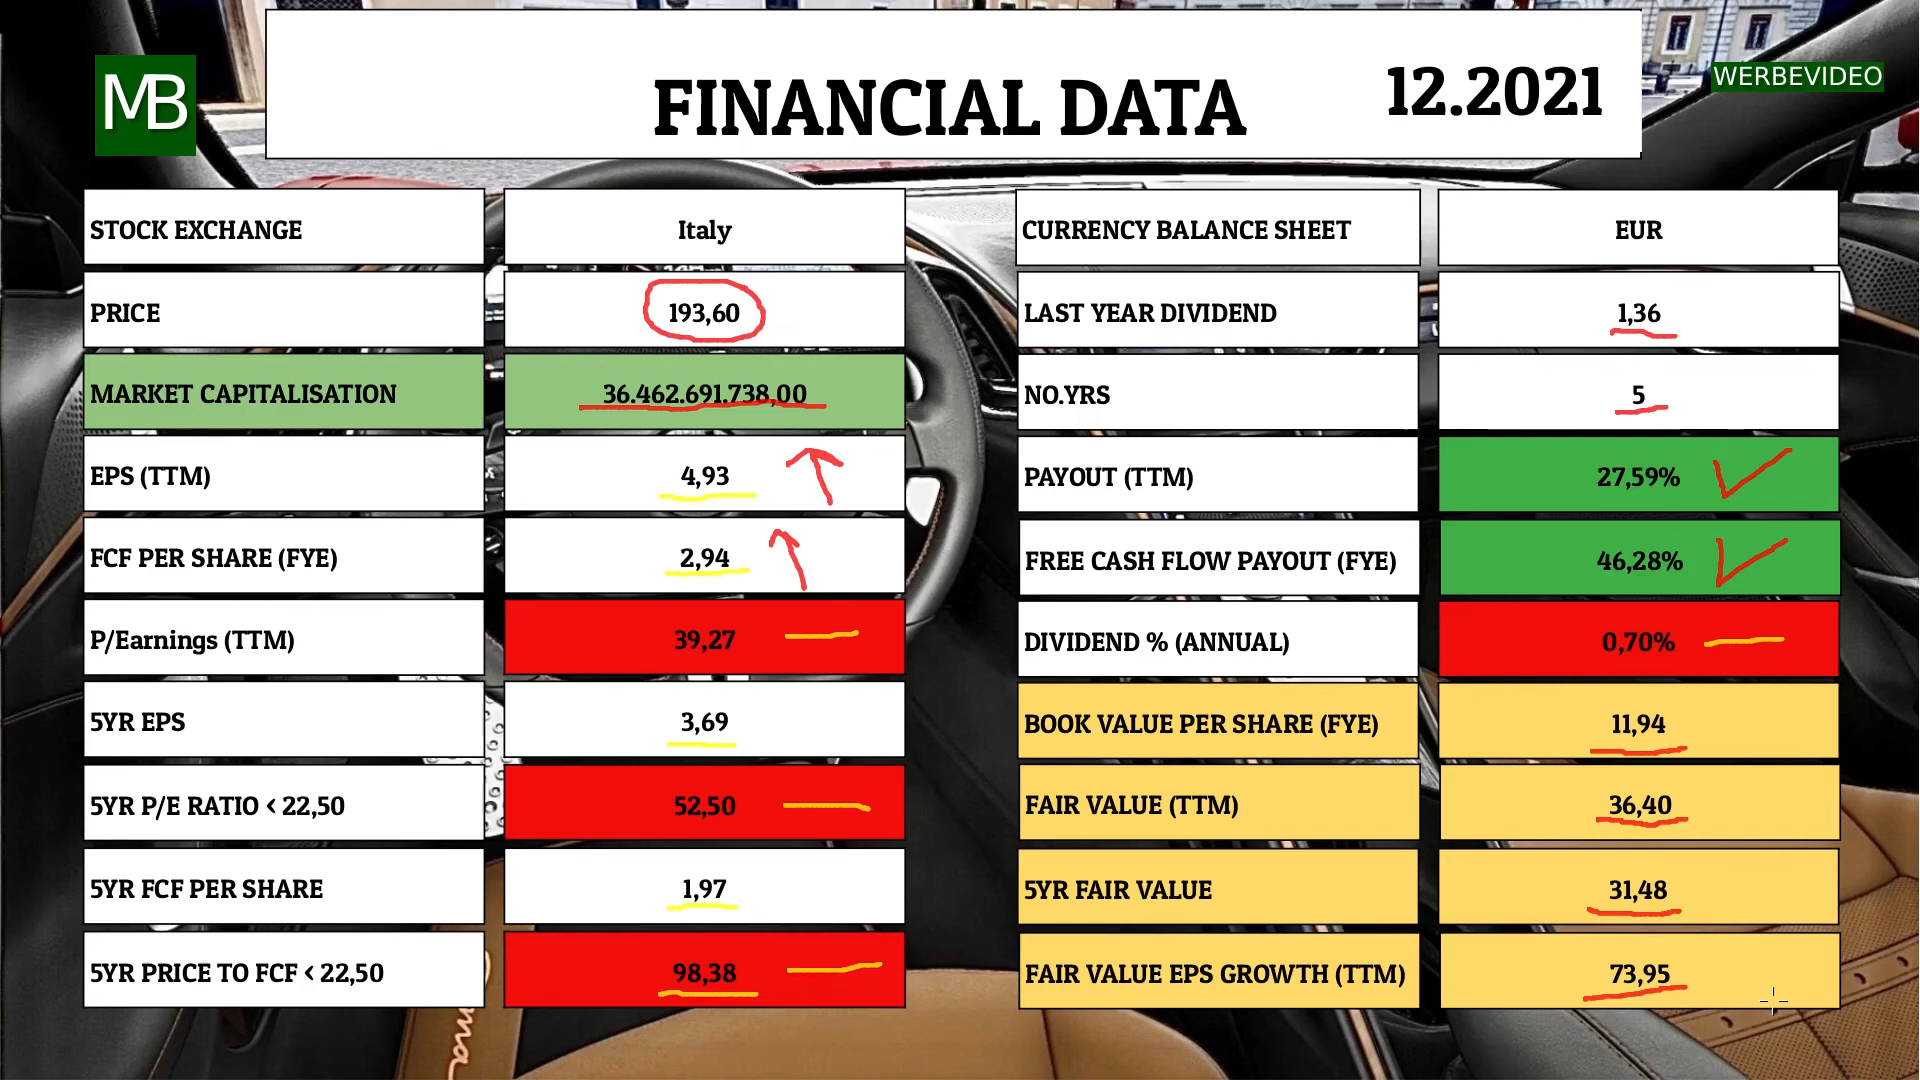 MB
FINANCIAL DATA
12.2021
WERBEVIDEO
STOCK EXCHANGE Italy
PRICE 193,60
MARKET CAPITALISATION 36.462.691.738,00
EPS (TTM) 4,93
FCF PER SHARE (FYE) 2,94
P/Earnings (TTM) 39,27
5YR EPS 3,69
5YR P/E RATIO < 22,50 52,50
5YR FCF PER SHARE 1,97
5YR PRICE TO FCF < 22,50 98,38
CURRENCY BALANCE SHEET EUR
LAST YEAR DIVIDEND 1,36
NO.YRS 5
PAYOUT (TTM) 27,59%
FREE CASH FLOW PAYOUT (FYE) 46,28%
DIVIDEND % (ANNUAL) 0,70%
BOOK VALUE PER SHARE (FYE) 11,94
FAIR VALUE (TTM) 36,40
5YR FAIR VALUE 31,48
FAIR VALUE EPS GROWTH (TTM) 73,95